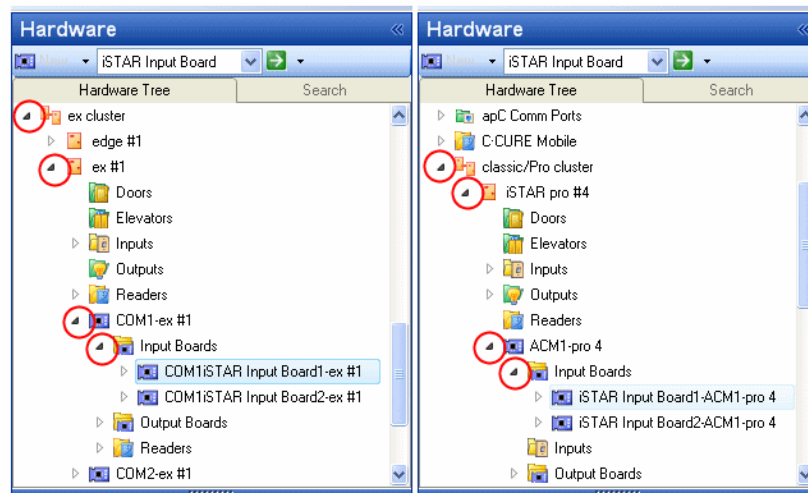 Hardware
iSTAR Input Board
Hardware Tree Search
ex cluster
edge #1
ex #1
Doors
Elevators
Inputs
Outputs
Readers
COM1-ex #1
Input Boards
COM1iSTAR Input Board1-ex #1
COM1iSTAR Input Board2-ex #1
Output Boards
Readers
COM2-ex #1
Hardware
iSTAR Input Board
Hardware Tree Search
apC Comm Ports
C·CURE Mobile
classic/Pro cluster
iSTAR pro #4
Doors
Elevators
Inputs
Outputs
Readers
ACM1-pro 4
Input Boards
iSTAR Input Board1-ACM1-pro 4
iSTAR Input Board2-ACM1-pro 4
Inputs
Output Boards